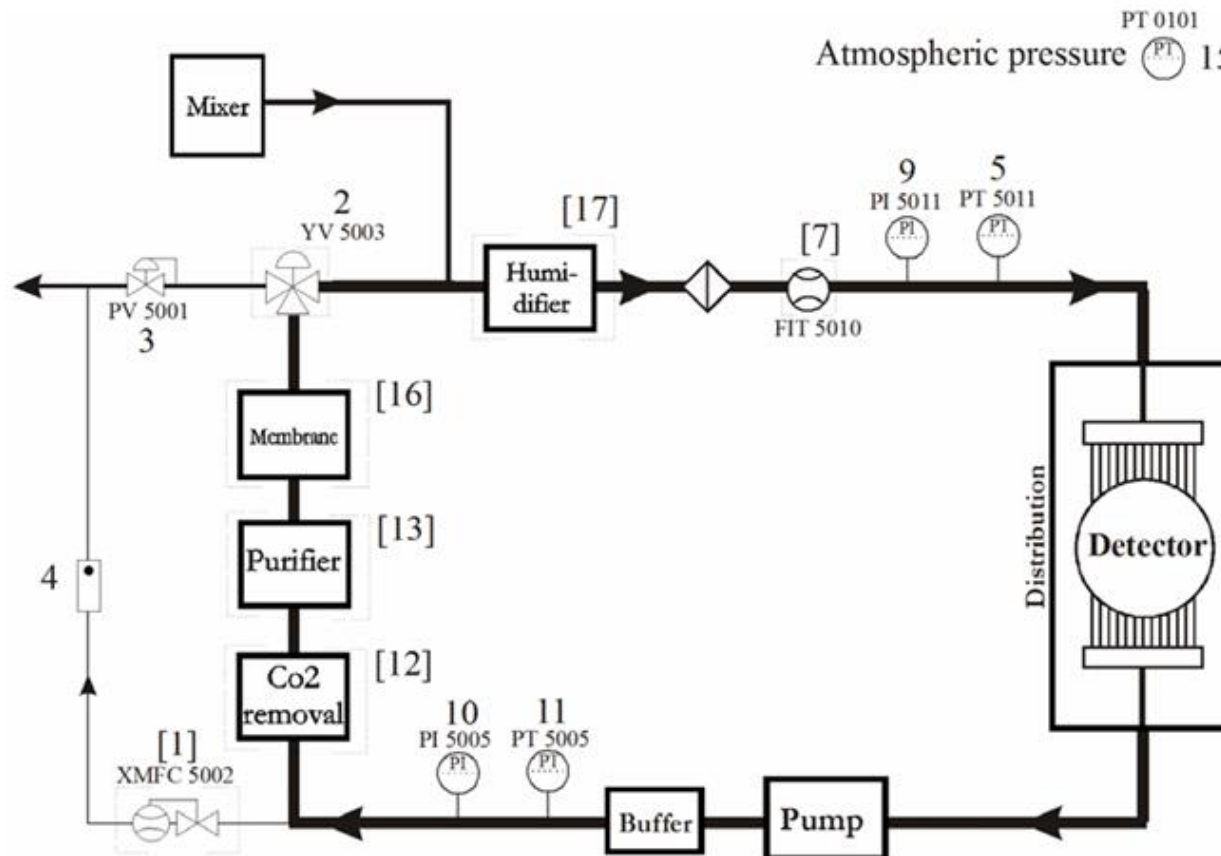 PT 0101
PT
Atmospheric pressure
Mixer
2
YV 5003
[17]
9
PI 5011
PI
5
PT 5011
PT
[7]
Humi-
difier
PV 5001
3
FIT 5010
[16]
Membrane
[13]
Purifier
4
Distribution
Detector
[12]
Co2
removal
10
PI 5005
PI
11
PT 5005
PT
[1]
XMFC 5002
Buffer
Pump